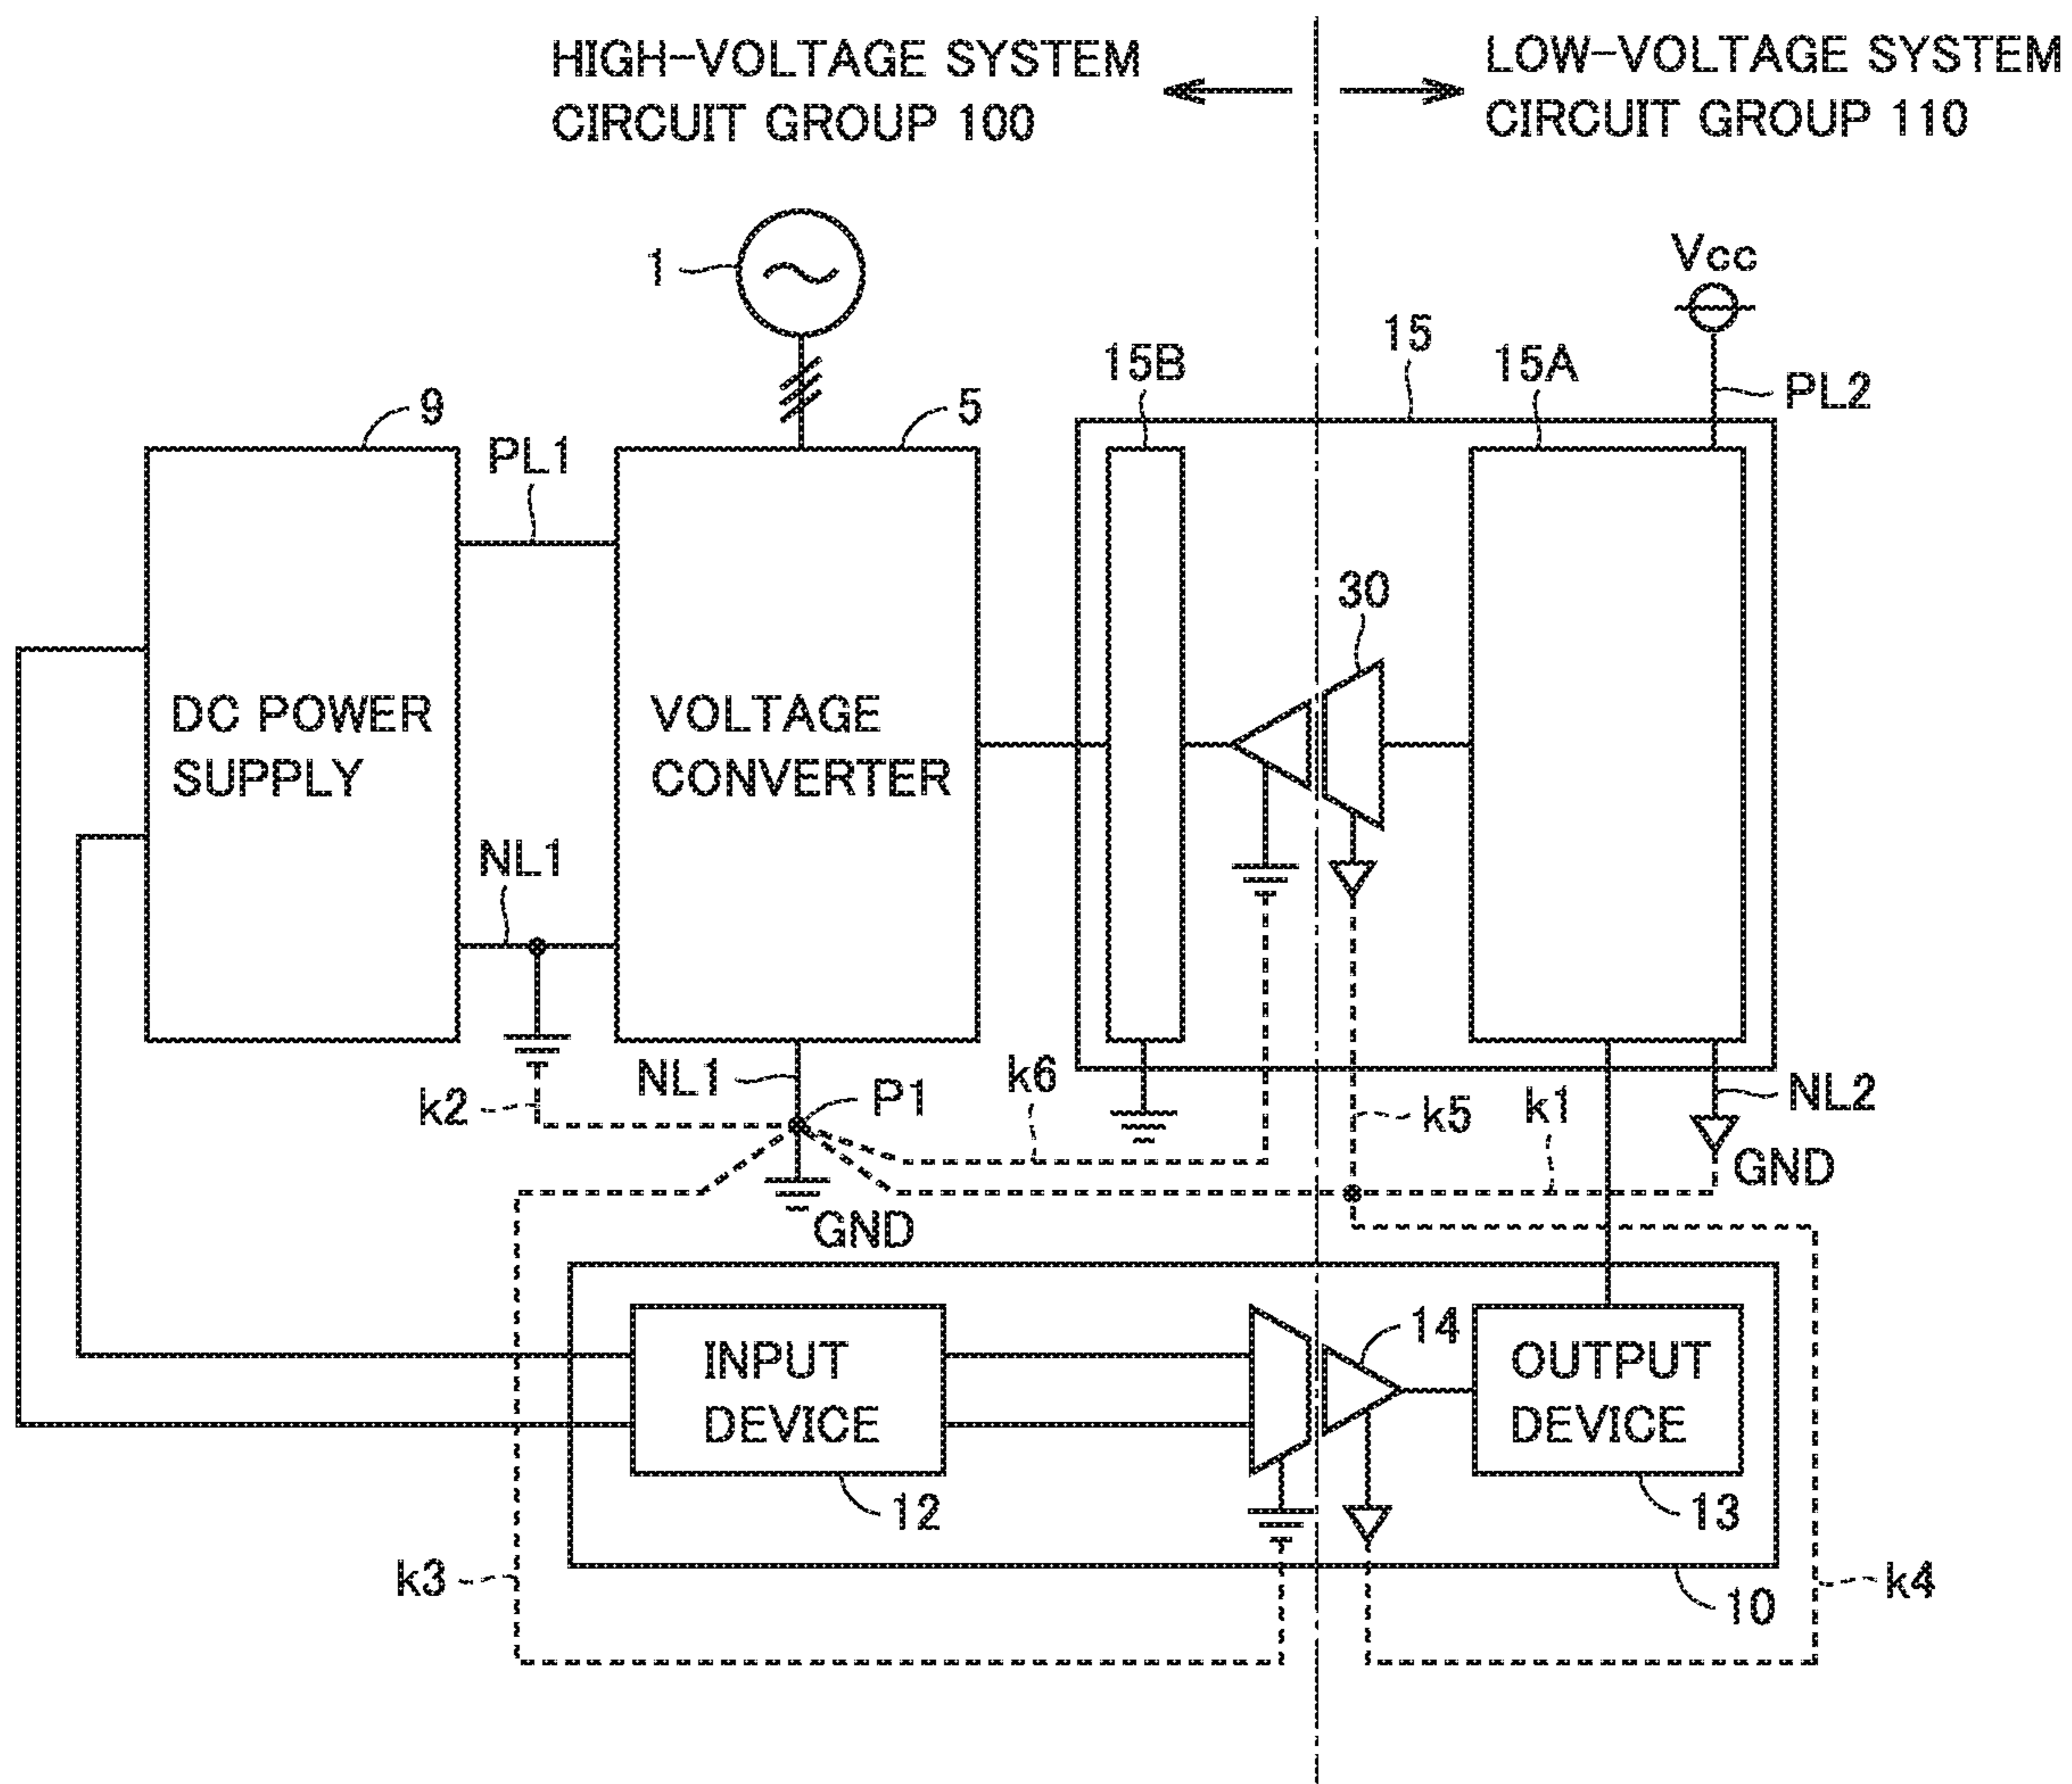 HIGH-VOLTAGE SYSTEM
CIRCUIT GROUP 100
LOW-VOLTAGE SYSTEM
CIRCUIT GROUP 110
1
Vcc
15
15B
15A
PL2
9
5
PL1
30
DC POWER
SUPPLY
VOLTAGE
CONVERTER
NL1
NL1
P1
k6
k2
k5
k1
NL2
GND
GND
14
INPUT
DEVICE
OUTPUT
DEVICE
12
13
k3
10
k4